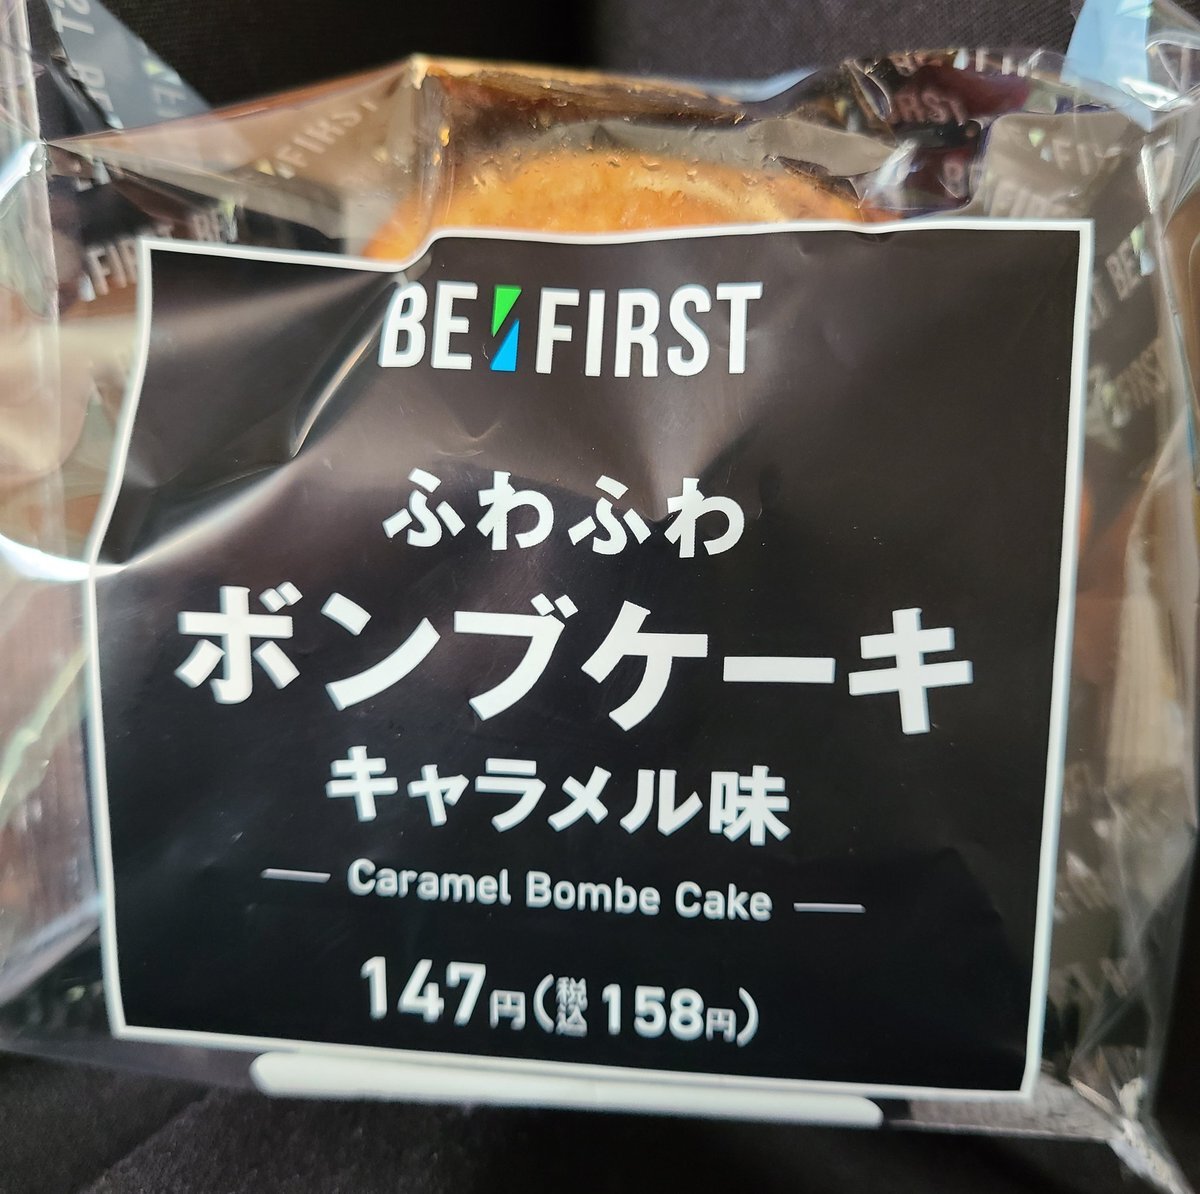 BE:FIRST
ふわふわ
ボンブケーキ
キャラメル味
Caramel Bombe Cake
147円(税込158円)